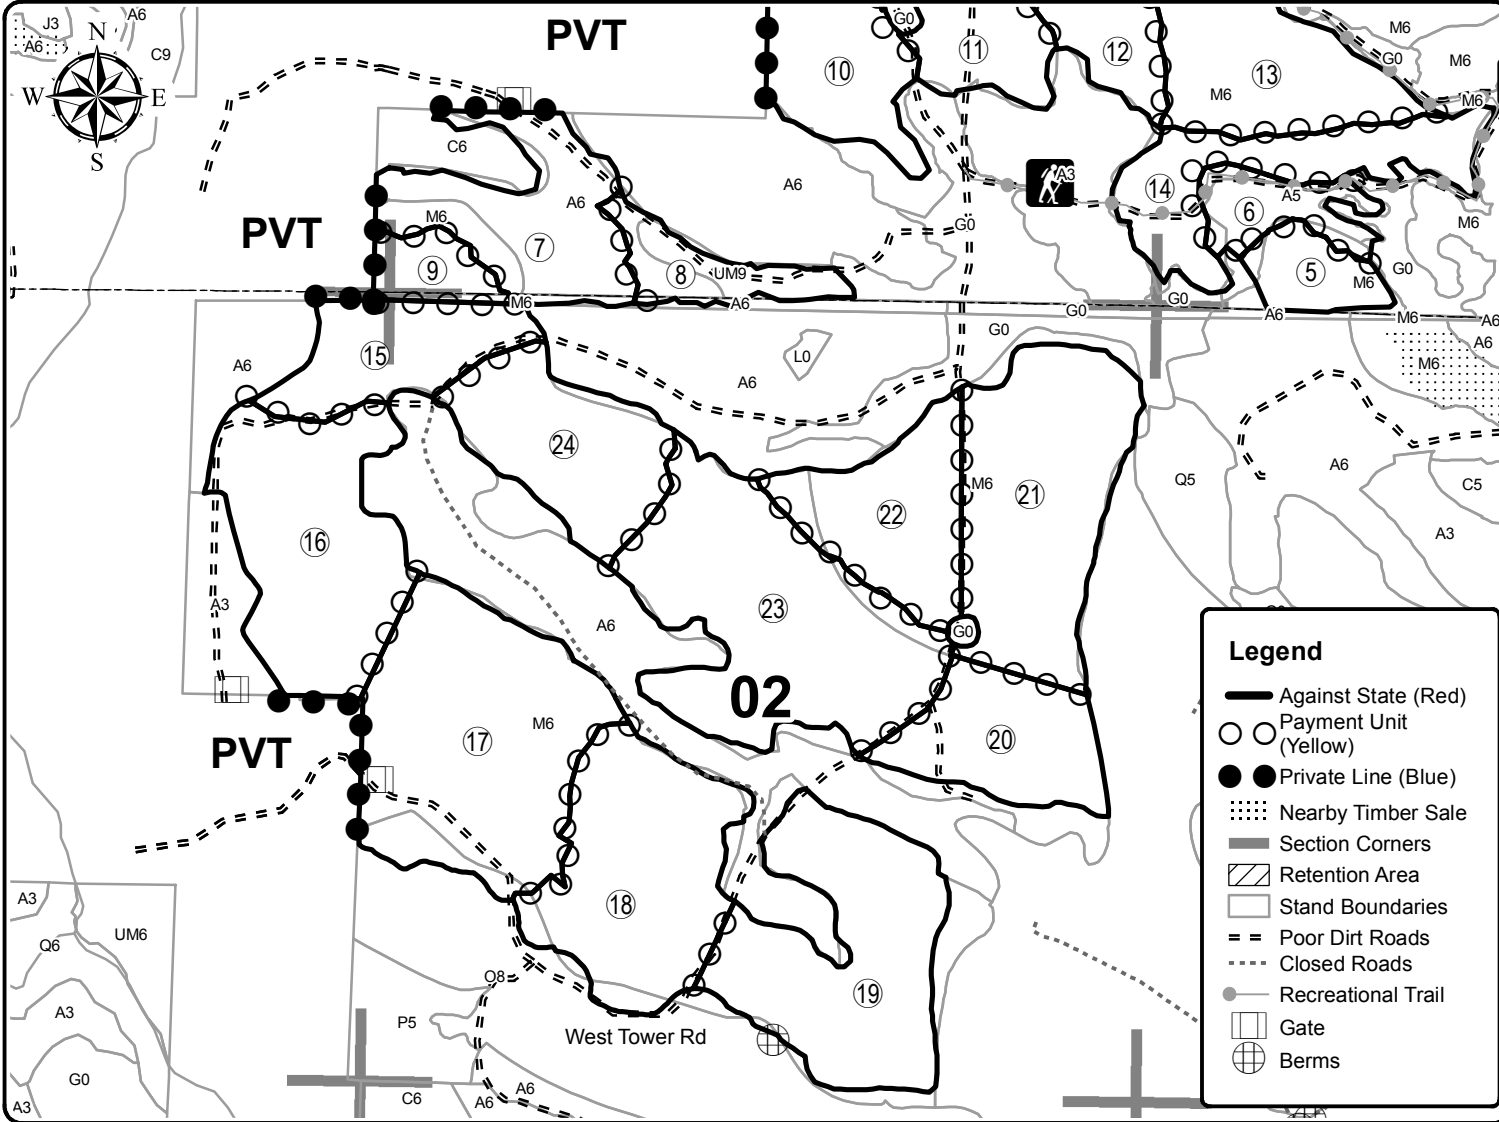 J3
A6
A6
C9
N
W
E
S
PVT
G0
10
11
12
13
M6
G0
M6
M6
M6
C6
A6
A6
A3
14
A5
6
M6
PVT
M6
7
9
8
UM9
G0
5
M6
G0
M6
A6
G0
G0
A6
M6
A6
A6
M6
15
A6
L0
A6
G0
24
22
M6
21
Q5
A6
C5
A3
16
A3
23
A6
G0
02
PVT
17
M6
20
18
19
A3
Q6
UM6
A3
G0
A3
O8
P5
C6
A6
A6
West Tower Rd
Legend
Against State (Red)
Payment Unit
(Yellow)
Private Line (Blue)
Nearby Timber Sale
Section Corners
Retention Area
Stand Boundaries
Poor Dirt Roads
Closed Roads
Recreational Trail
Gate
Berms